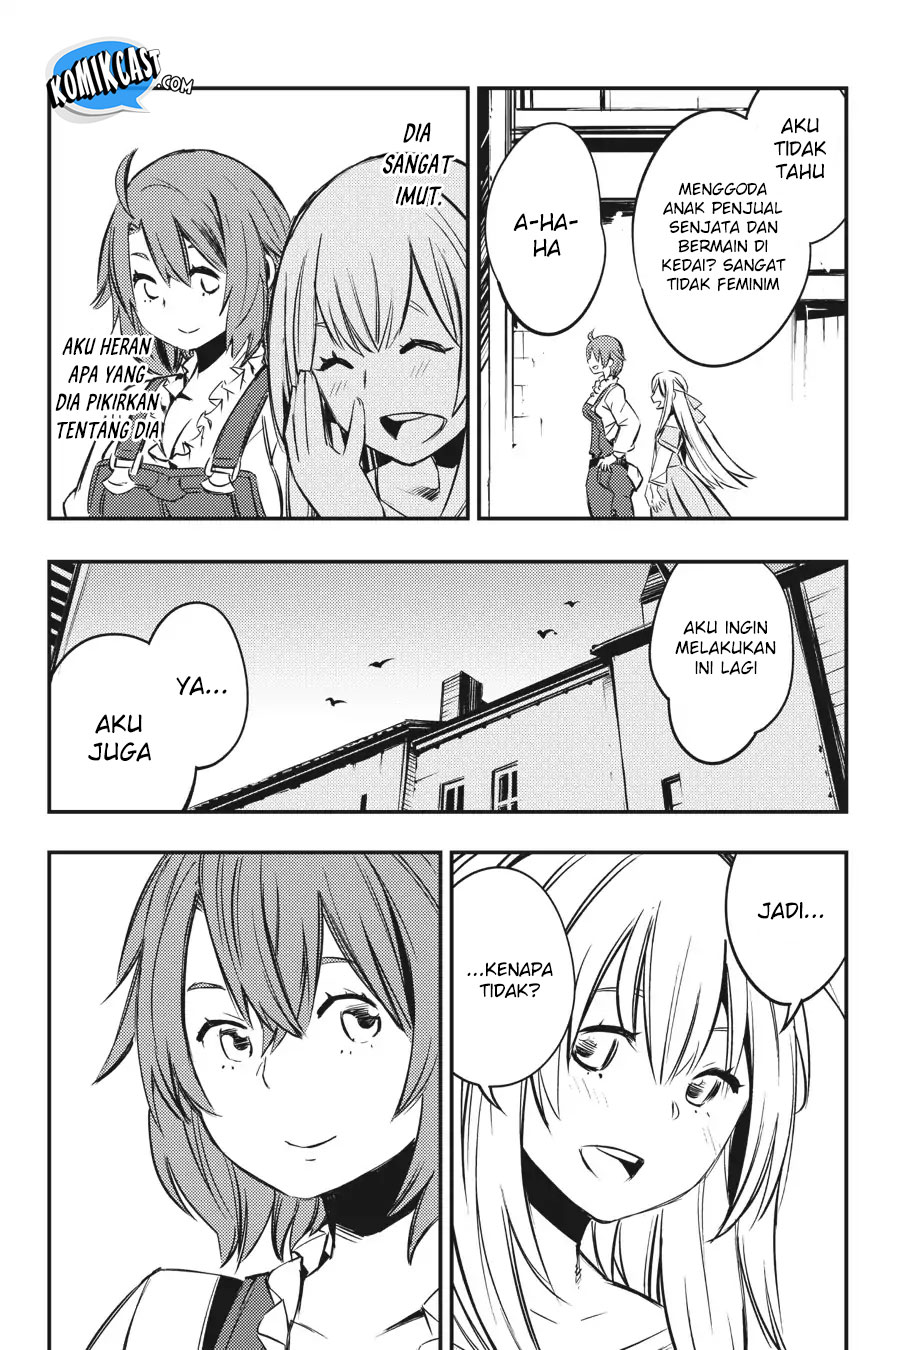 KOMIKCAST
.COM
AKU
TIDAK
TAHU
MENGGODA
ANAK PENJUAL
SENJATA DAN
BERMAIN DI
KEDAI? SANGAT
TIDAK FEMINIM
A-HA-
HA
DIA
SANGAT
IMUT.
AKU HERAN
APA YANG
DIA PIKIRKAN
TENTANG DIA
AKU INGIN
MELAKUKAN
INI LAGI
YA...
AKU
JUGA
JADI...
...KENAPA
TIDAK?